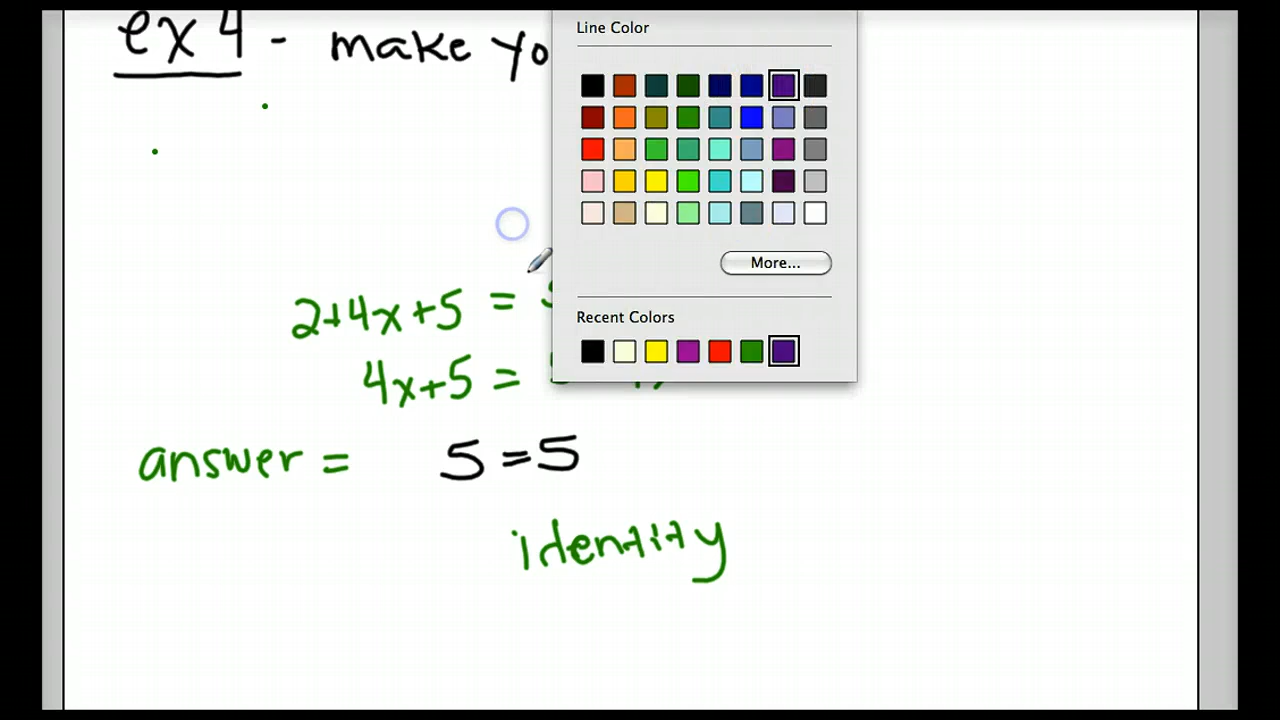 ex 4 - make yo
Line Color
More...
Recent Colors
2+4x+5 =
4x+5 =
answer = 5 = 5
identity